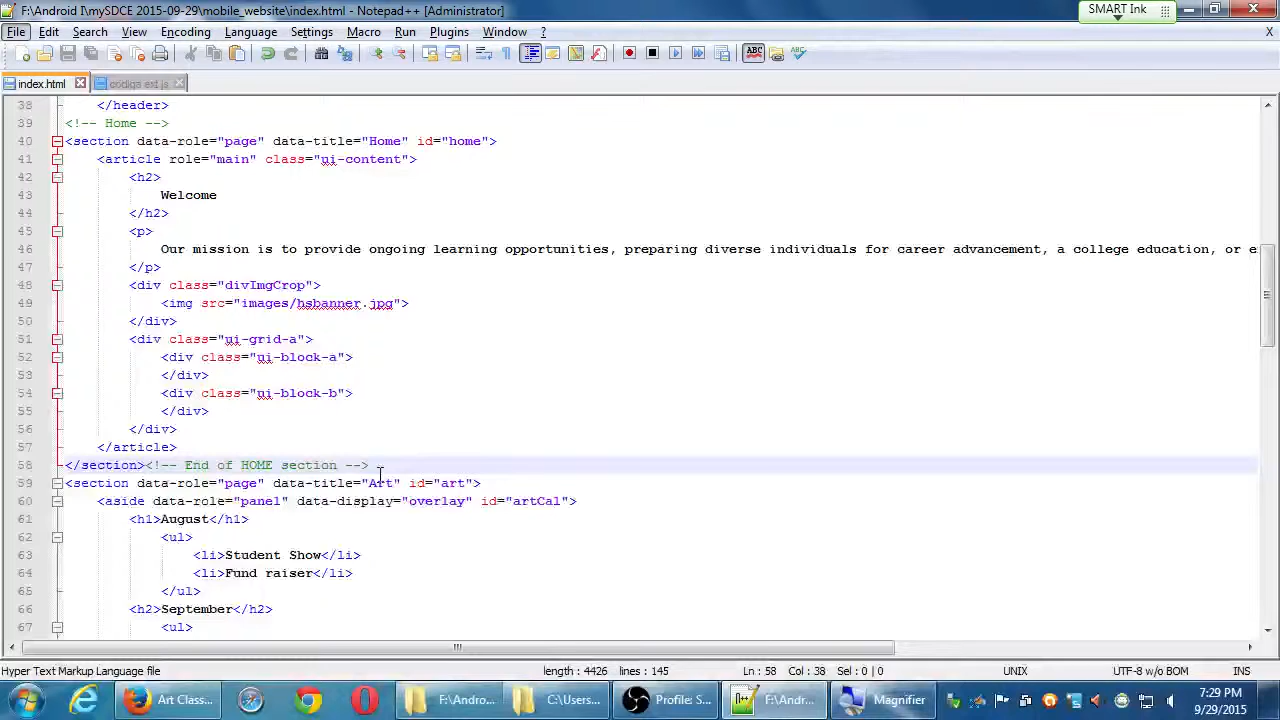 F:\Android I\mySDCE 2015-09-29\mobile_website\index.html - Notepad++ [Administrator]
SMART Ink
File Edit Search View Encoding Language Settings Macro Run Plugins Window ? X
index.html codigs ext js
38 </header>
39 <!-- Home -->
40 <section data-role="page" data-title="Home" id="home">
41 <article role="main" class="ui-content">
42 <h2>
43 Welcome
44 </h2>
45 <p>
46 Our mission is to provide ongoing learning opportunities, preparing diverse individuals for career advancement, a college education, or e
47 </p>
48 <div class="divImgCrop">
49 <img src="images/hsbanner.jpg">
50 </div>
51 <div class="ui-grid-a">
52 <div class="ui-block-a">
53 </div>
54 <div class="ui-block-b">
55 </div>
56 </div>
57 </article>
58 </section><!-- End of HOME section -->
59 <section data-role="page" data-title="Art" id="art">
60 <aside data-role="panel" data-display="overlay" id="artCal">
61 <h1>August</h1>
62 <ul>
63 <li>Student Show</li>
64 <li>Fund raiser</li>
65 </ul>
66 <h2>September</h2>
67 <ul>
Hyper Text Markup Language file length : 4426 lines : 145 Ln : 58 Col : 38 Sel : 0 | 0 UNIX UTF-8 w/o BOM INS
Art Class... F:\Andro... C:\Users... Profile: S... F:\Andr... Magnifier 7:29 PM
9/29/2015